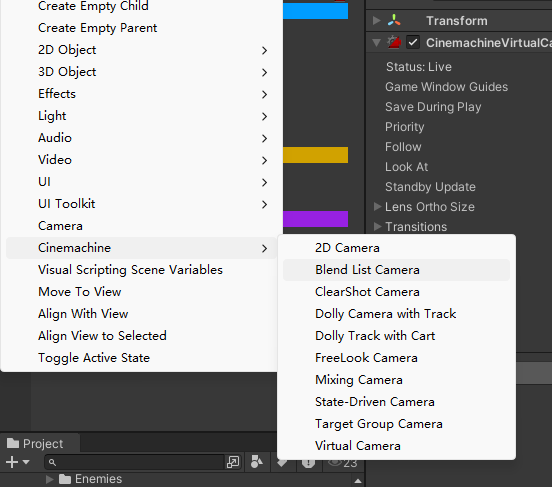 Create Empty Child
Create Empty Parent
2D Object
3D Object
Effects
Light
Audio
Video
UI
UI Toolkit
Camera
Cinemachine
Visual Scripting Scene Variables
Move To View
Align With View
Align View to Selected
Toggle Active State
2D Camera
Blend List Camera
ClearShot Camera
Dolly Camera with Track
Dolly Track with Cart
FreeLook Camera
Mixing Camera
State-Driven Camera
Target Group Camera
Virtual Camera
Transform
CinemachineVirtualCa
Status: Live
Game Window Guides
Save During Play
Priority
Follow
Look At
Standby Update
Lens Ortho Size
Transitions
Project
23
Enemies